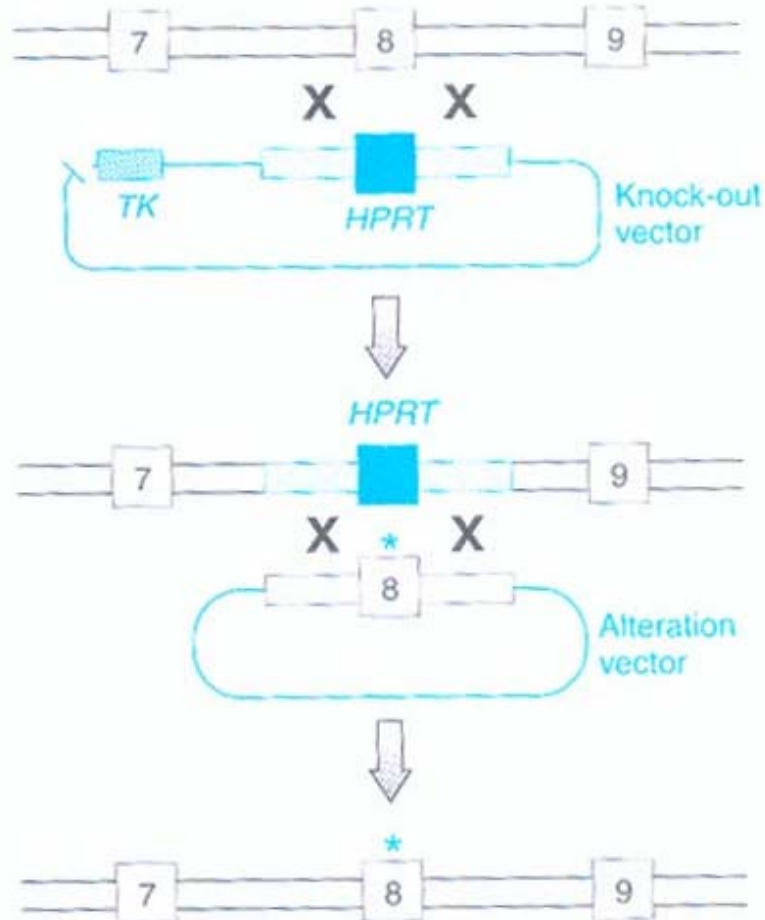 7 8 9
X X
TK HPRT Knock-out
vector
HPRT
7 9
X * X
8
Alteration
vector
*
7 8 9